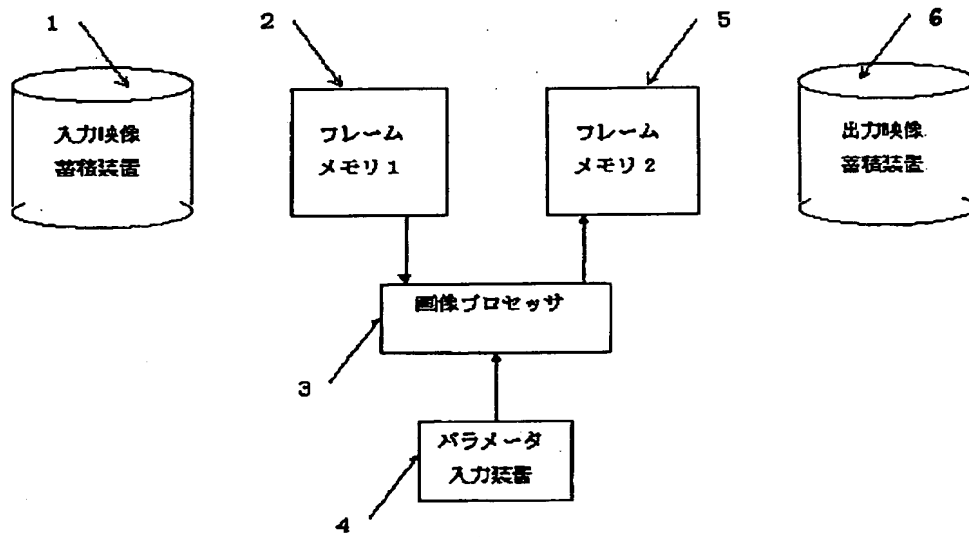 1
2
5
6
入力映像
蓄積装置
フレーム
メモリ1
フレーム
メモリ2
出力映像
蓄積装置
画像プロセッサ
3
パラメータ
入力装置
4